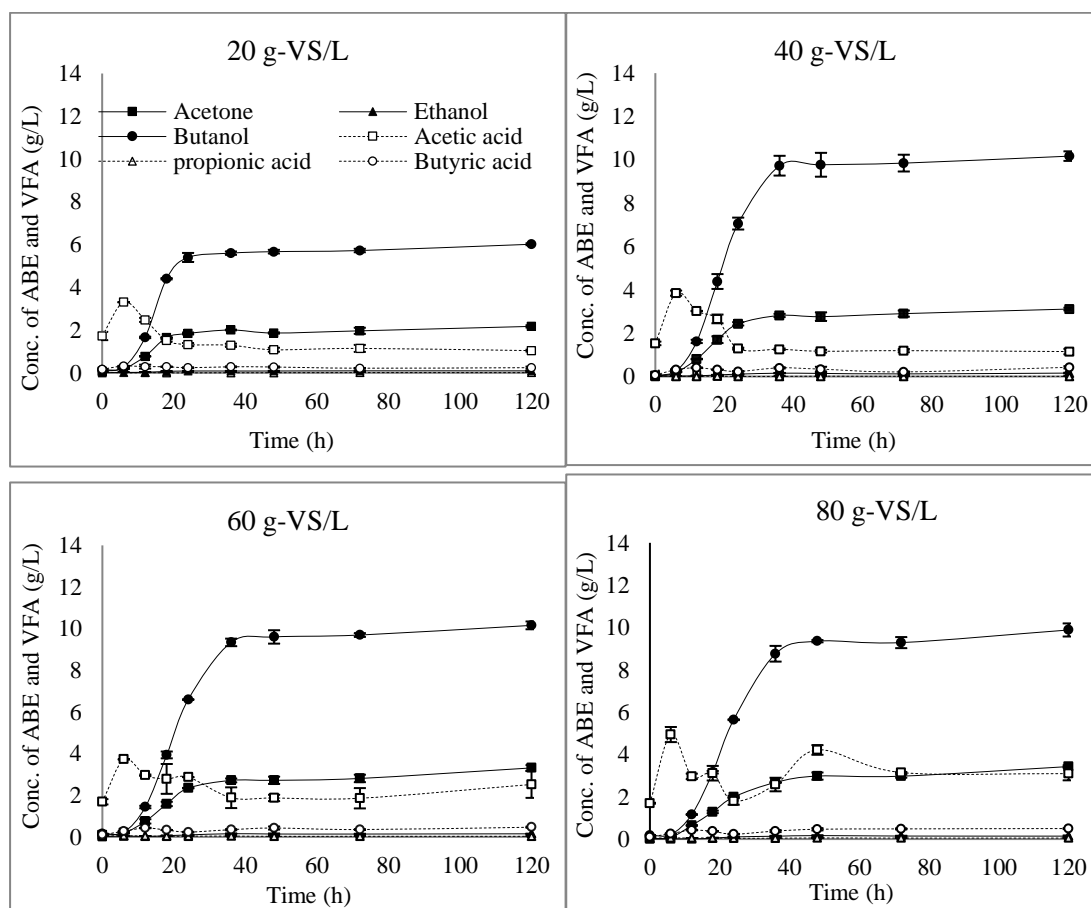 20 g-VS/L
Conc. of ABE and VFA (g/L)
14
12
10
8
6
4
2
0
Acetone Ethanol
Butanol Acetic acid
propionic acid Butyric acid
0 20 40 60 80 100 120
Time (h)
40 g-VS/L
Conc. of ABE and VFA (g/L)
14
12
10
8
6
4
2
0
0 20 40 60 80 100 120
Time (h)
60 g-VS/L
Conc. of ABE and VFA (g/L)
14
12
10
8
6
4
2
0
0 20 40 60 80 100 120
Time (h)
80 g-VS/L
Conc. of ABE and VFA (g/L)
14
12
10
8
6
4
2
0
0 20 40 60 80 100 120
Time (h)